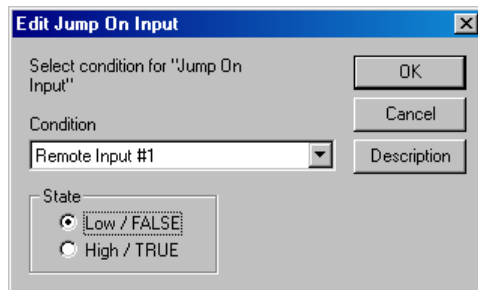 Edit Jump On Input
Select condition for "Jump On
Input"
OK
Cancel
Condition
Remote Input #1
Description
State
Low / FALSE
High / TRUE